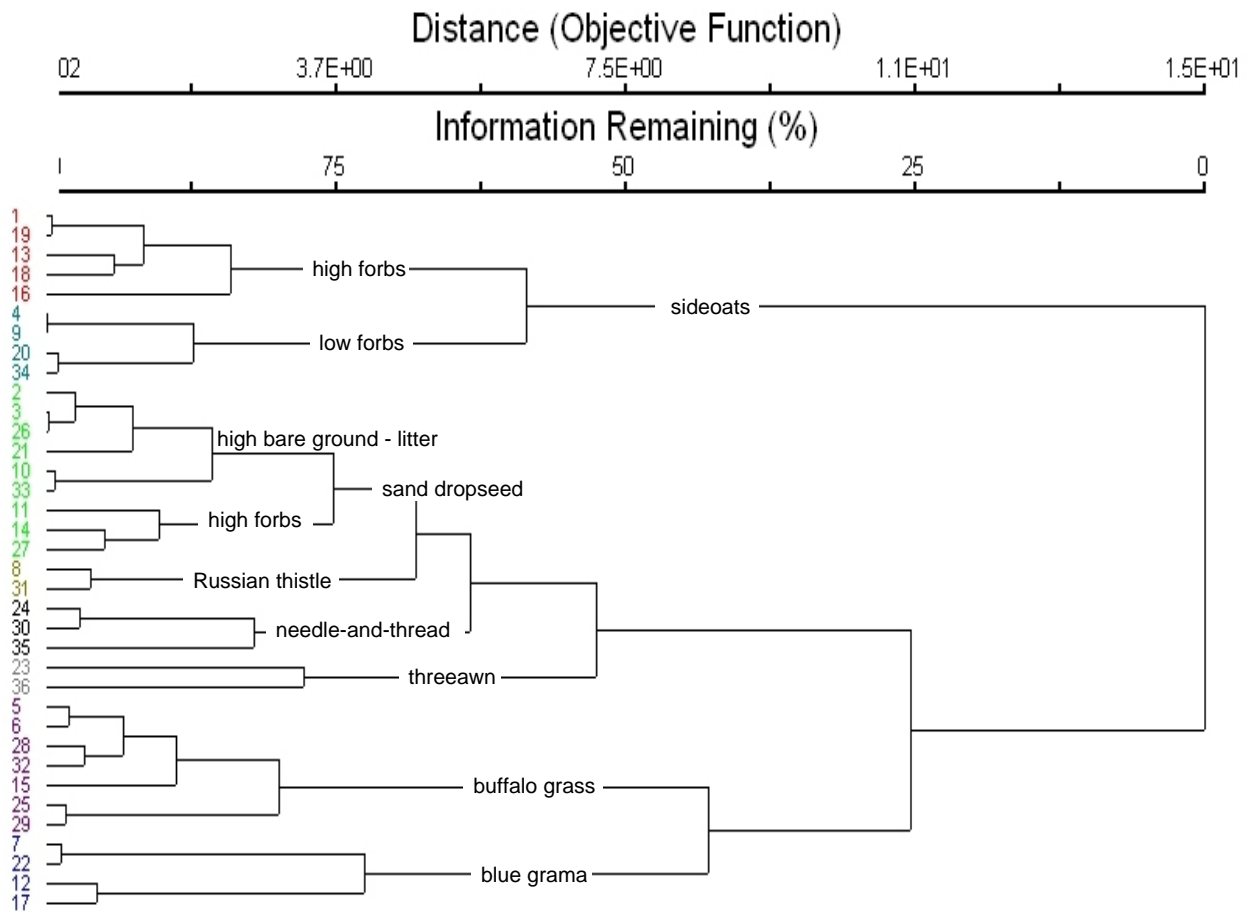 Distance (Objective Function)
02 3.7E+00 7.5E+00 1.1E+01 1.5E+01
Information Remaining (%)
75 50 25 0
1
19
13
18
high forbs
16
sideoats
4
9
low forbs
20
34
2
3
26
high bare ground - litter
21
10
33
sand dropseed
11
high forbs
14
27
8
Russian thistle
31
24
30
needle-and-thread
35
23
threeawn
36
5
6
28
32
15
buffalo grass
25
29
7
22
blue grama
12
17